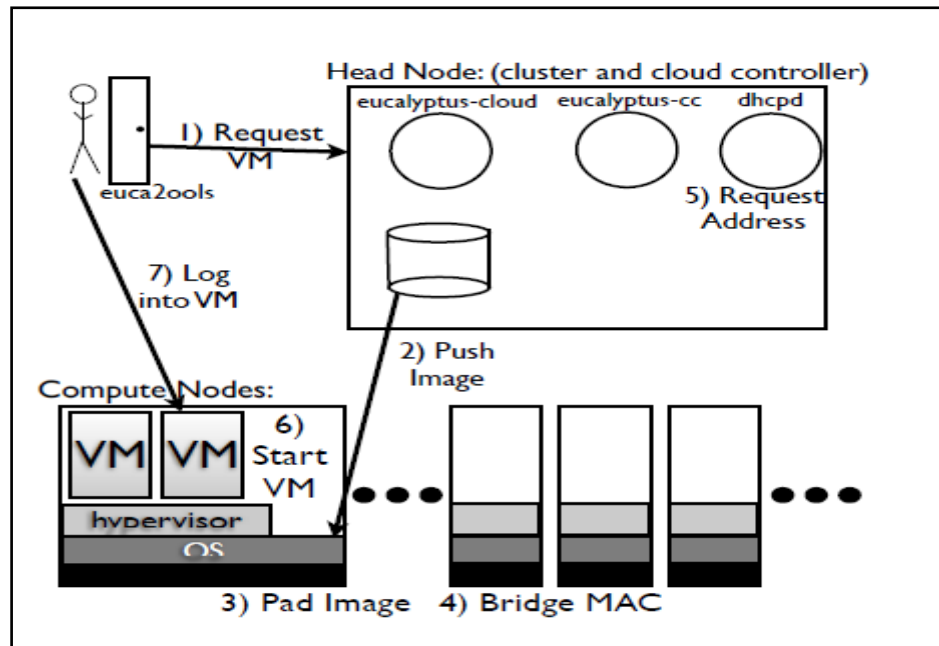 Head Node: (cluster and cloud controller)
eucalyptus-cloud
eucalyptus-cc
dhcpd
1) Request
VM
euca2ools
5) Request
Address
7) Log
into VM
2) Push
Image
Compute Nodes:
VM
VM
6)
Start
VM
hypervisor
OS
3) Pad Image
4) Bridge MAC